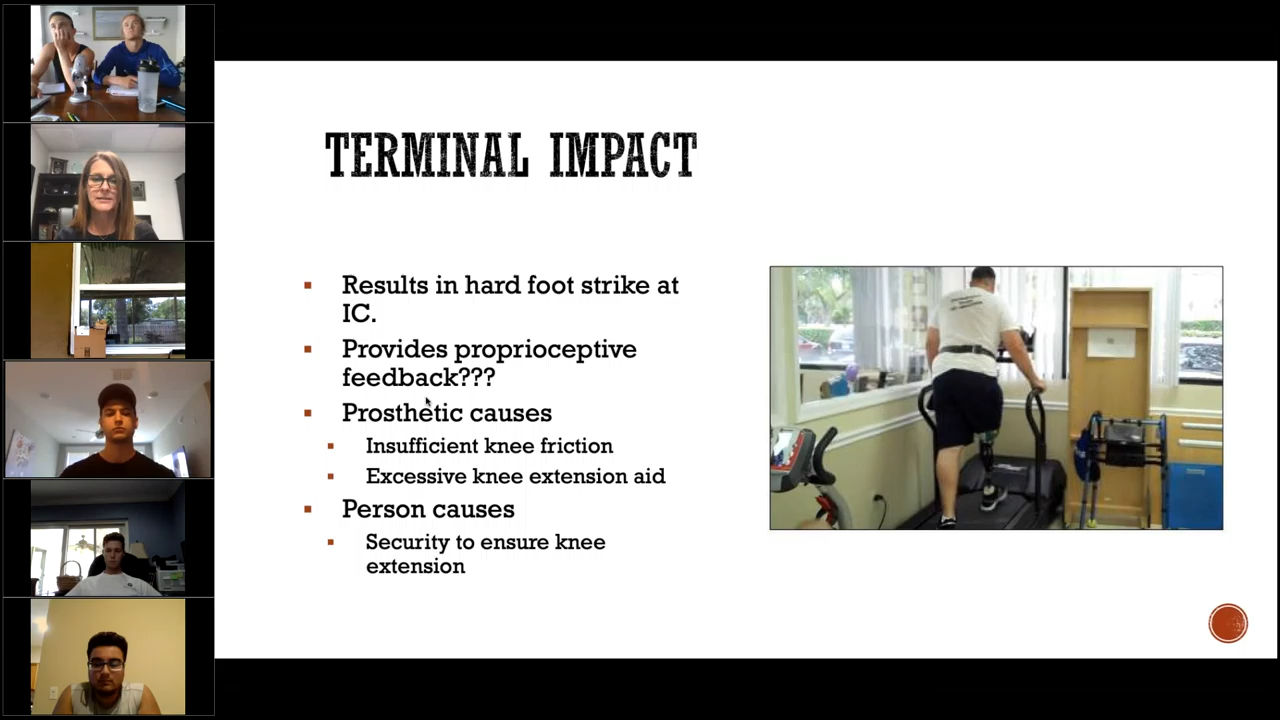 TERMINAL IMPACT
Results in hard foot strike at
IC.
Provides proprioceptive
feedback???
Prosthetic causes
Insufficient knee friction
Excessive knee extension aid
Person causes
Security to ensure knee
extension